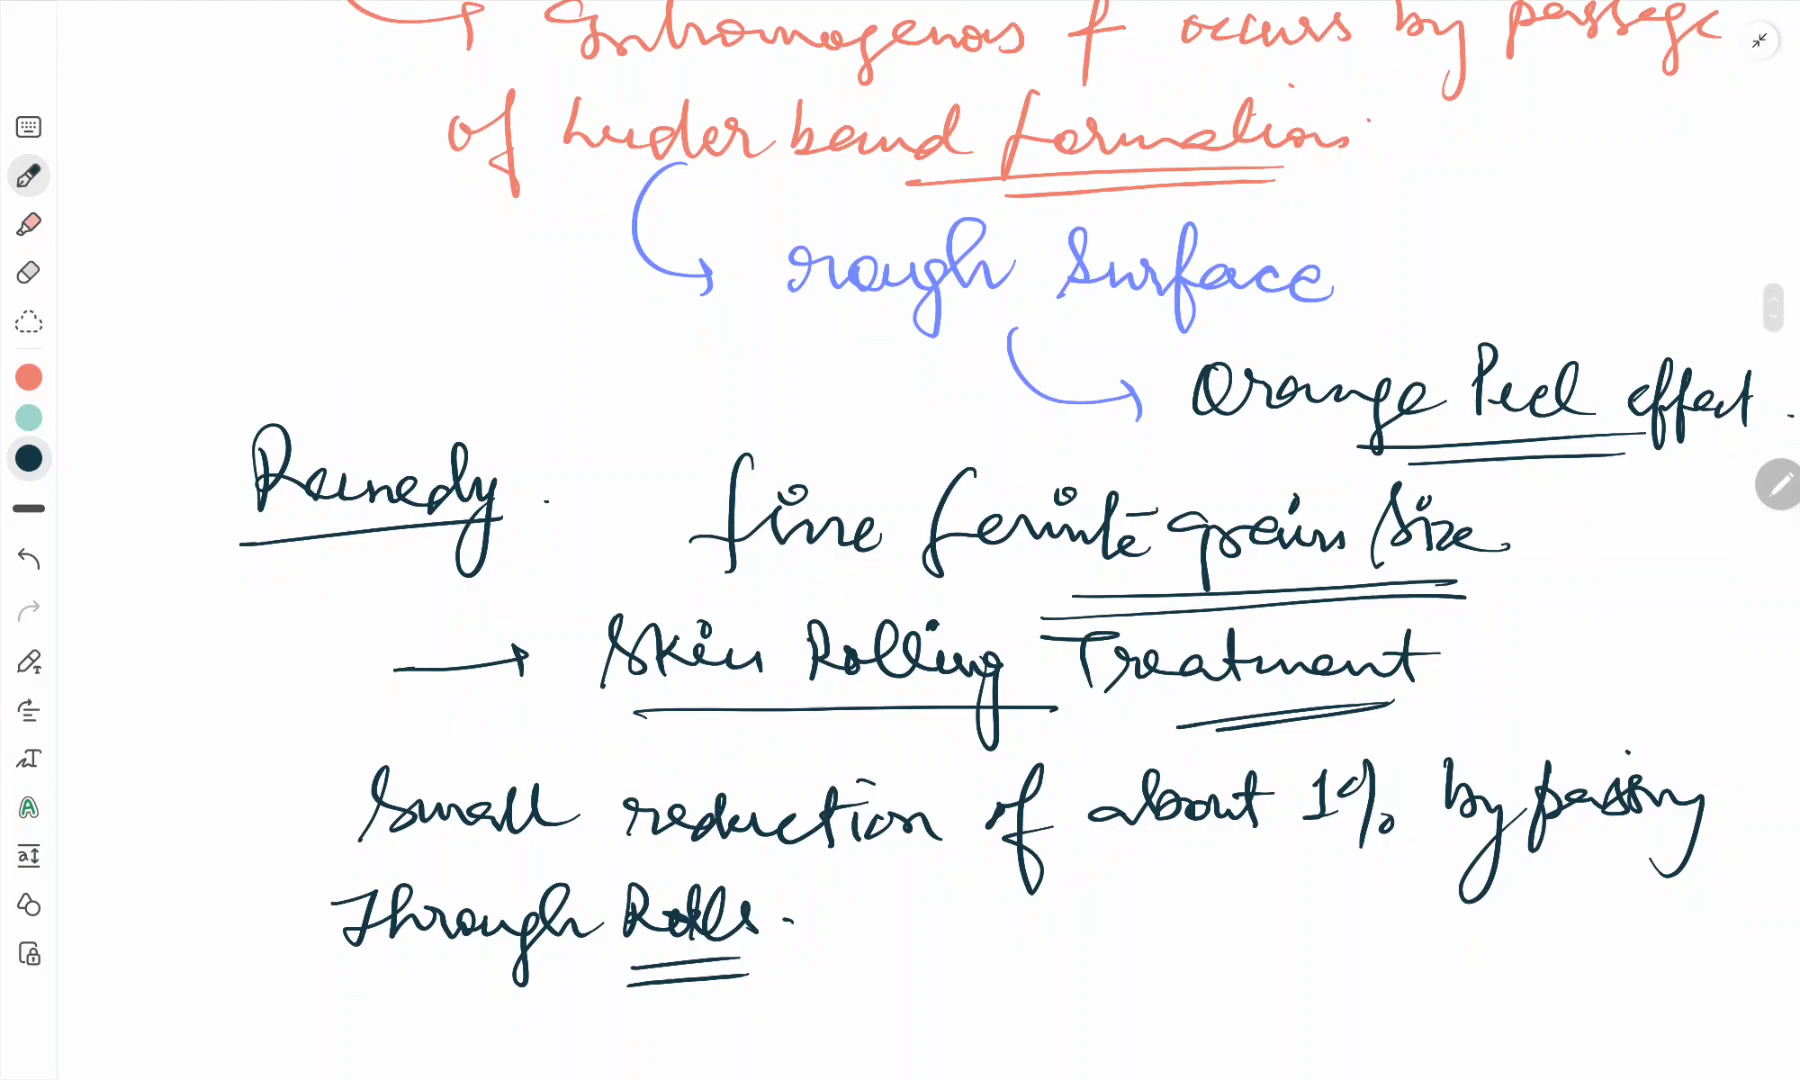 → Inhomogenous f occurs by passage
of Luder band formation.
rough surface
Orange Peel effect.
Remedy. fine ferrite grain size
→ Skin Rolling Treatment
Small reduction of about 1% by passing
Through Rolls.